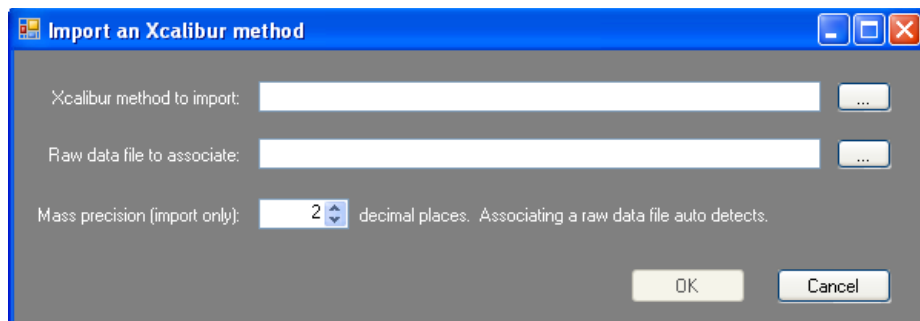 Import an Xcalibur method
Xcalibur method to import: ...
Raw data file to associate: ...
Mass precision (import only): 2 decimal places. Associating a raw data file auto detects.
OK Cancel